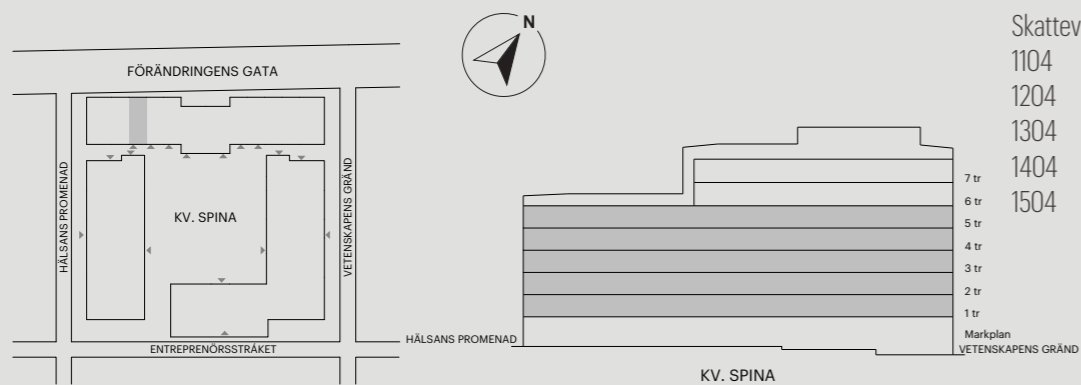 FÖRÄNDRINGENS GATA
HÄLSANS PROMENAD
KV. SPINA
VETENSKAPENS GRÄND
ENTREPRENÖRSSTRÅKET
N
7 tr
6 tr
5 tr
4 tr
3 tr
2 tr
1 tr
Markplan
HÄLSANS PROMENAD
VETENSKAPENS GRÄND
KV. SPINA
Skattev
1104
1204
1304
1404
1504